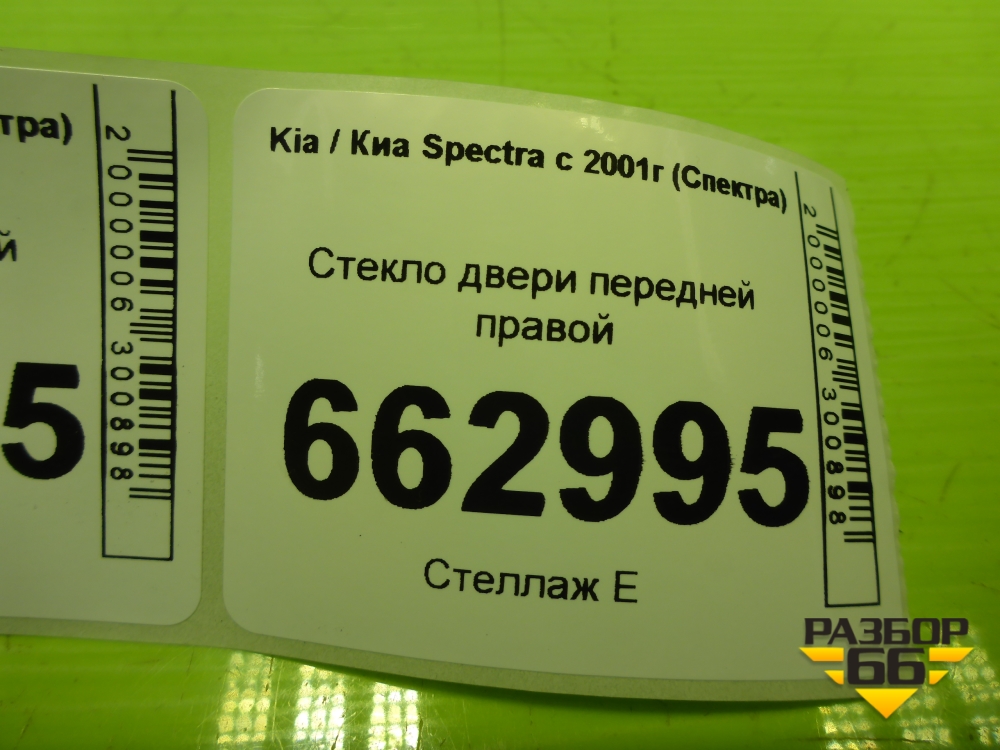 тра)
й
5
2000006300898
Kia / Киа Spectra с 2001г (Спектра)
Стекло двери передней
правой
662995
Стеллаж Е
2000006300898
РАЗБОР
66